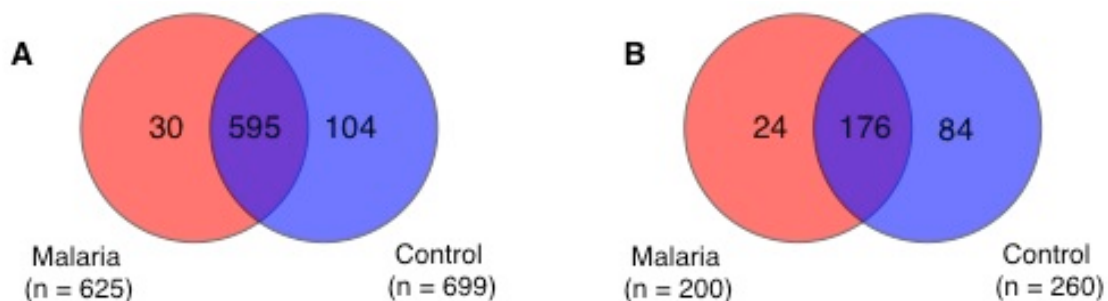 A
30 595 104
Malaria
(n = 625)
Control
(n = 699)
B
24 176 84
Malaria
(n = 200)
Control
(n = 260)